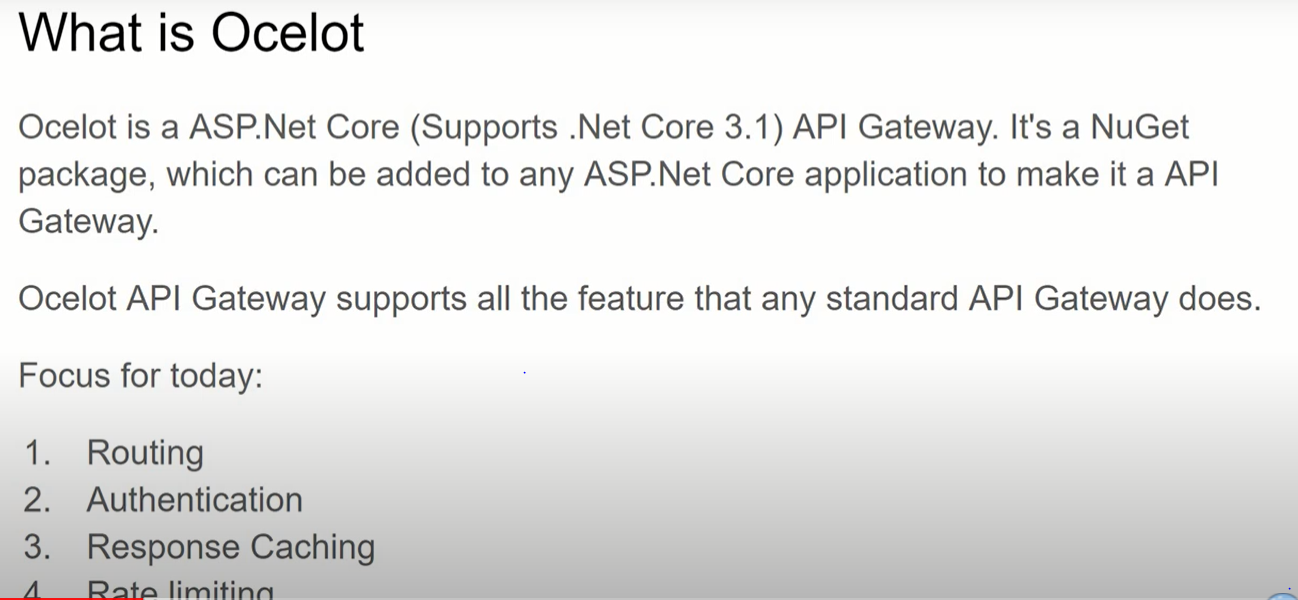 What is Ocelot
Ocelot is a ASP.Net Core (Supports .Net Core 3.1) API Gateway. It's a NuGet
package, which can be added to any ASP.Net Core application to make it a API
Gateway.
Ocelot API Gateway supports all the feature that any standard API Gateway does.
Focus for today:
1. Routing
2. Authentication
3. Response Caching
4. Rate limiting